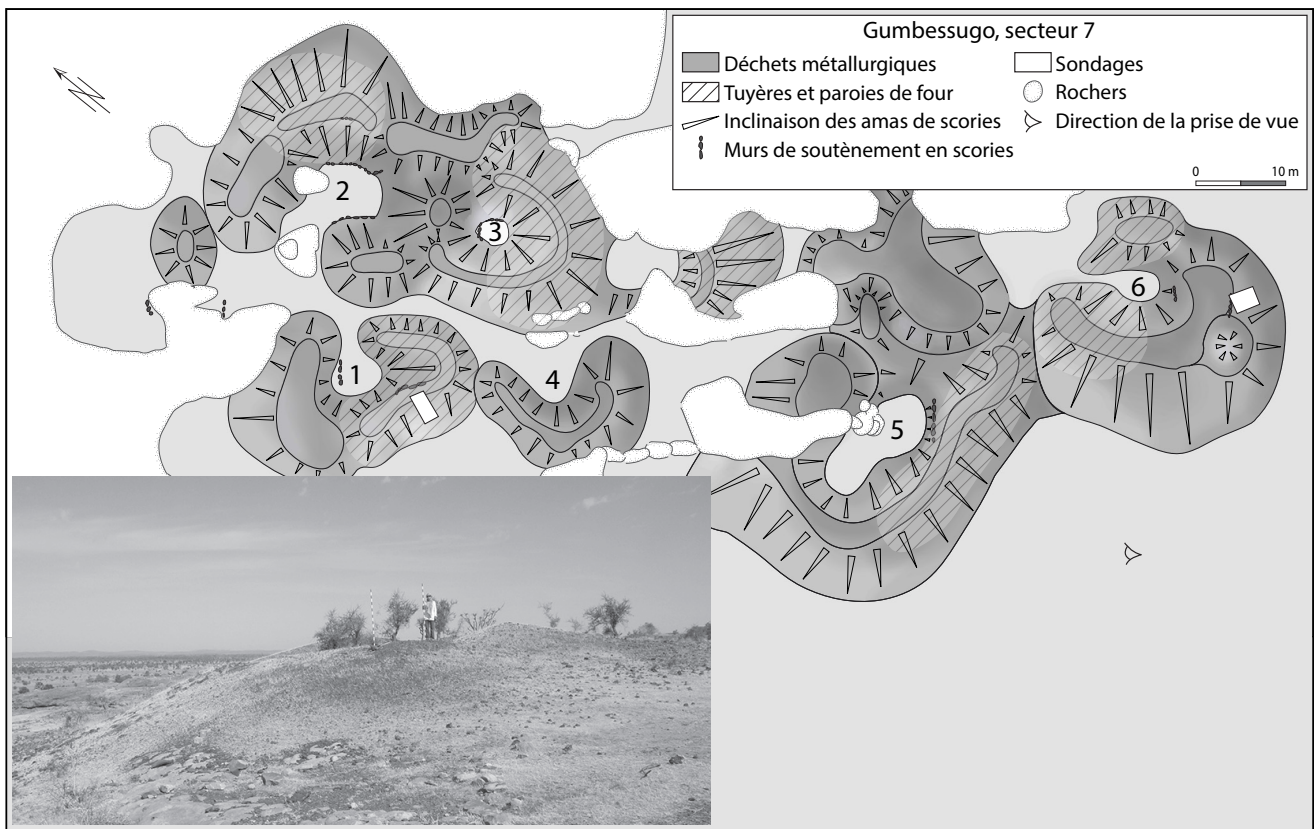 Gumbessugo, secteur 7
Déchets métallurgiques
Tuyères et parois de four
Inclinaison des amas de scories
Murs de soutènement en scories
Sondages
Rochers
Direction de la prise de vue
0 10 m
N
2
3
6
1
4
5